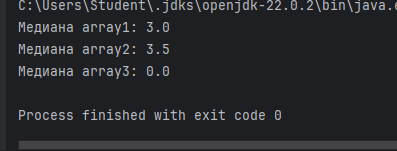 C:\Users\Student\.jdks\openjdk-22.0.2\bin\java.e
Медиана array1: 3.0
Медиана array2: 3.5
Медиана array3: 0.0
Process finished with exit code 0